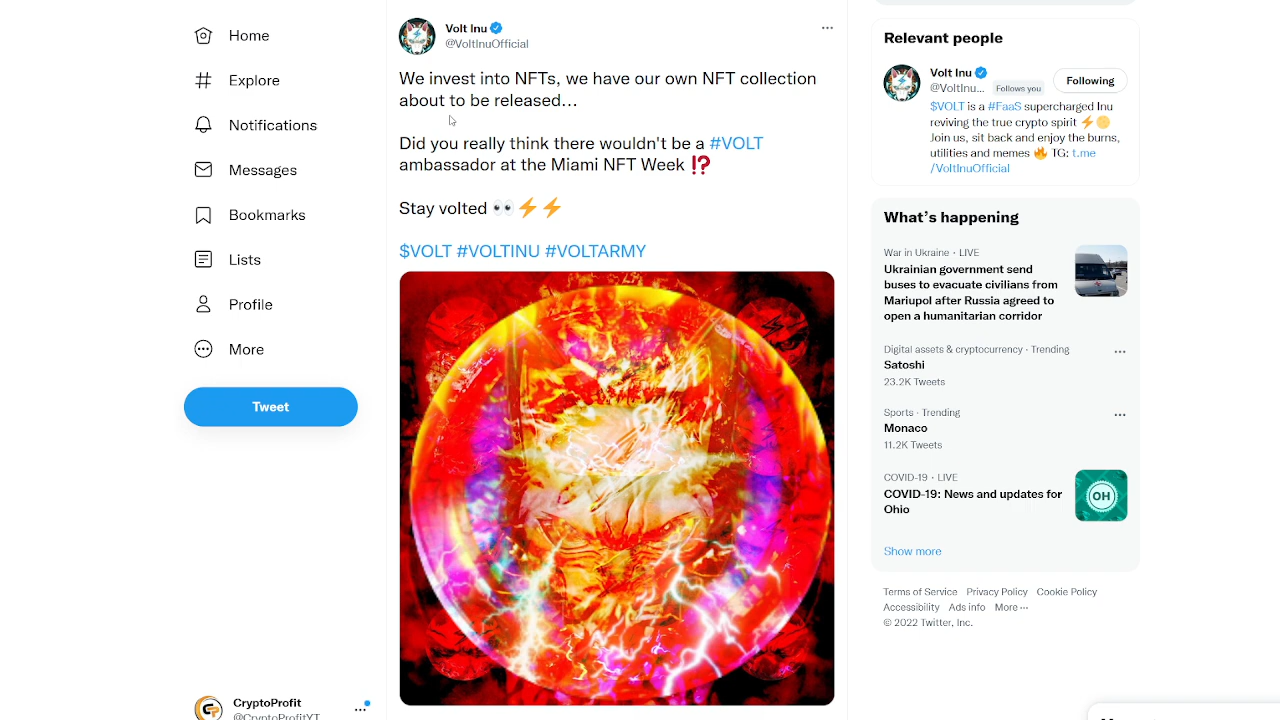 Home
Explore
Notifications
Messages
Bookmarks
Lists
Profile
More
Tweet
CryptoProfit
@CryptoProfitYT
Volt Inu
@VoltInuOfficial
We invest into NFTs, we have our own NFT collection
about to be released...
Did you really think there wouldn't be a #VOLT
ambassador at the Miami NFT Week ⁉️
Stay volted 👀⚡⚡
$VOLT #VOLTINU #VOLTARMY
Relevant people
Volt Inu
@VoltInu... Follows you
Following
$VOLT is a #FaaS supercharged Inu
reviving the true crypto spirit ⚡🌕
Join us, sit back and enjoy the burns,
utilities and memes 🔥 TG: t.me
/VoltInuOfficial
What's happening
War in Ukraine · LIVE
Ukrainian government send
buses to evacuate civilians from
Mariupol after Russia agreed to
open a humanitarian corridor
Digital assets & cryptocurrency · Trending
Satoshi
23.2K Tweets
Sports · Trending
Monaco
11.2K Tweets
COVID-19 · LIVE
COVID-19: News and updates for
Ohio
OH
Show more
Terms of Service Privacy Policy Cookie Policy
Accessibility Ads info More ···
© 2022 Twitter, Inc.